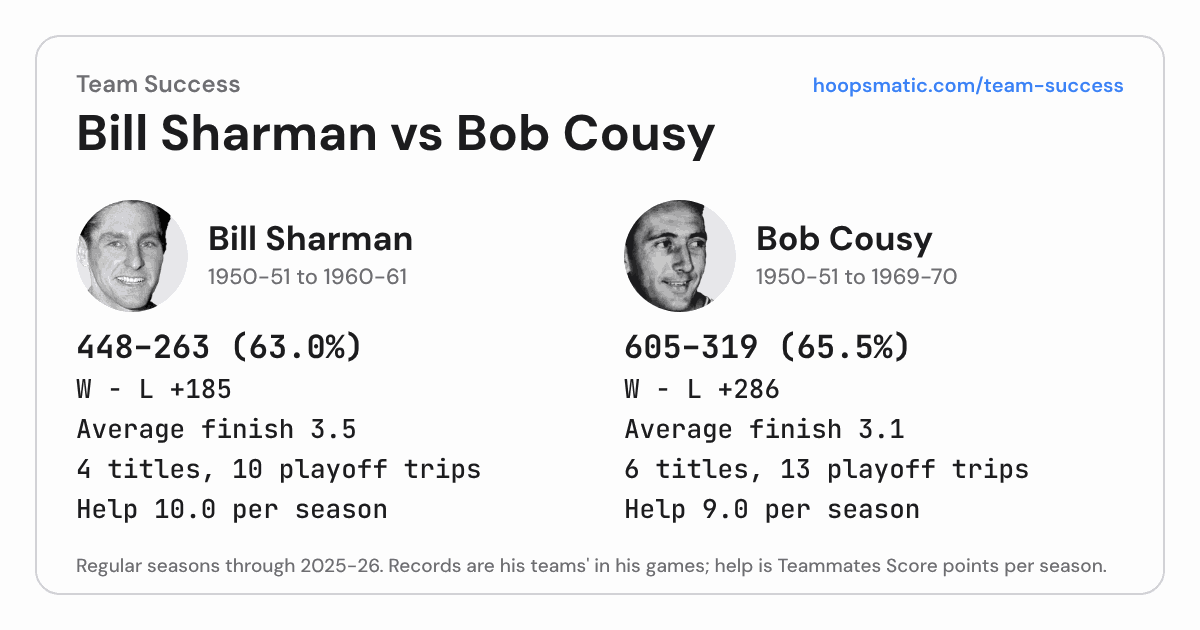 Team Success
hoopsmatic.com/team-success
Bill Sharman vs Bob Cousy
Bill Sharman
1950-51 to 1960-61
448-263 (63.0%)
W - L +185
Average finish 3.5
4 titles, 10 playoff trips
Help 10.0 per season
Bob Cousy
1950-51 to 1969-70
605-319 (65.5%)
W - L +286
Average finish 3.1
6 titles, 13 playoff trips
Help 9.0 per season
Regular seasons through 2025-26. Records are his teams' in his games; help is Teammates Score points per season.